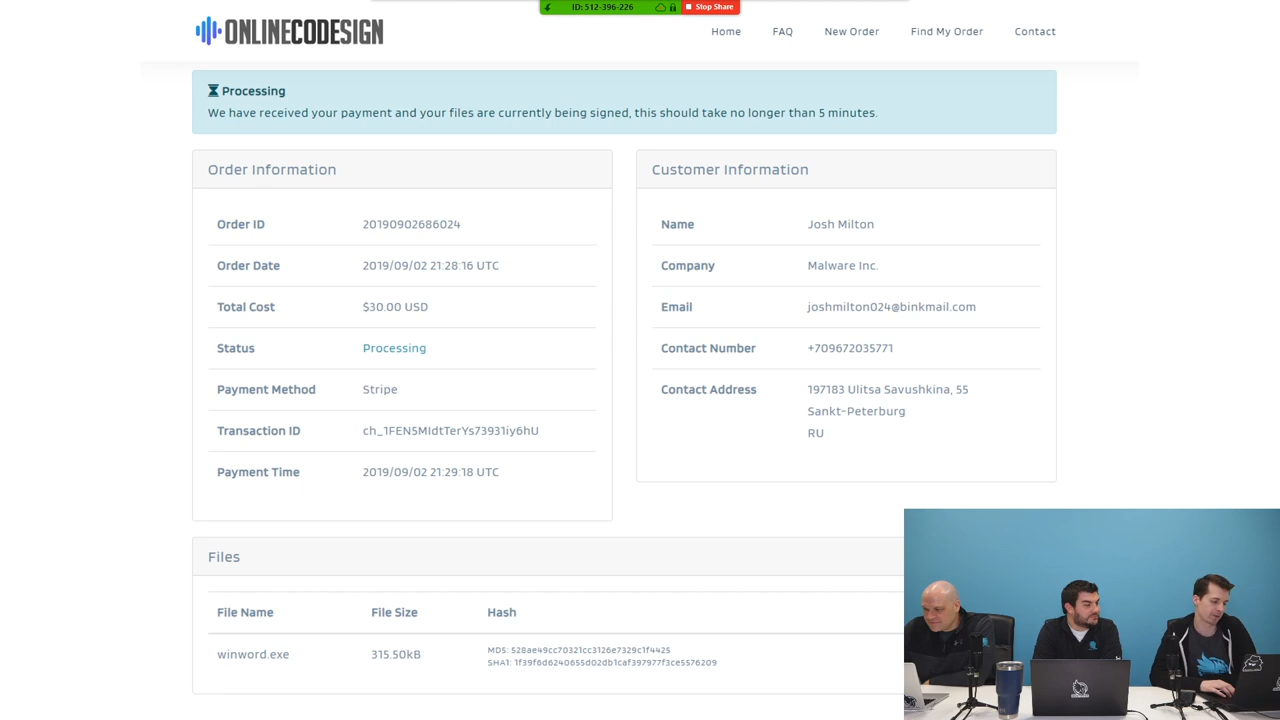 ID: 512-396-226
Stop Share
ONLINECODESIGN
Home
FAQ
New Order
Find My Order
Contact
Processing
We have received your payment and your files are currently being signed, this should take no longer than 5 minutes.
Order Information
Order ID 20190902686024
Order Date 2019/09/02 21:28:16 UTC
Total Cost $30.00 USD
Status Processing
Payment Method Stripe
Transaction ID ch_1FEN5MIdtTerYs73931iy6hU
Payment Time 2019/09/02 21:29:18 UTC
Customer Information
Name Josh Milton
Company Malware Inc.
Email joshmilton024@binkmail.com
Contact Number +709672035771
Contact Address 197183 Ulitsa Savushkina, 55
Sankt-Peterburg
RU
Files
File Name File Size Hash
winword.exe 315.50kB MD5: 528ae49cc70321cc3126e7329c1f4425
SHA1: 1f39f6d6240655d02db1caf397977f3ce5576209